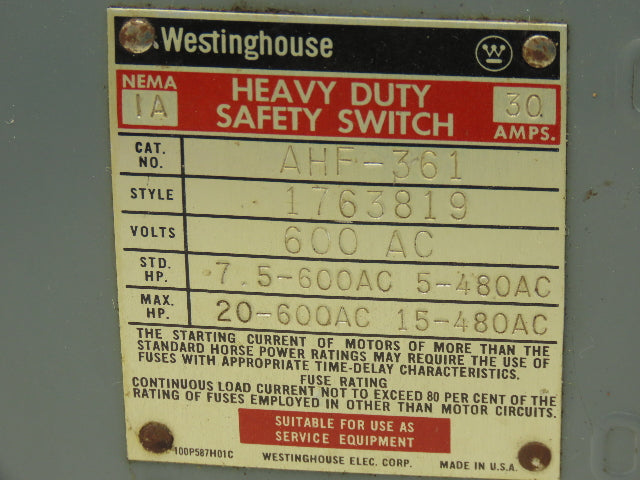 Westinghouse W
NEMA 1A HEAVY DUTY SAFETY SWITCH 30 AMPS.
CAT. NO. AHF-361
STYLE 1763819
VOLTS 600 AC
STD. HP. 7.5-600AC 5-480AC
MAX. HP. 20-600AC 15-480AC
THE STARTING CURRENT OF MOTORS OF MORE THAN THE
STANDARD HORSE POWER RATINGS MAY REQUIRE THE USE OF
FUSES WITH APPROPRIATE TIME-DELAY CHARACTERISTICS.
FUSE RATING
CONTINUOUS LOAD CURRENT NOT TO EXCEED 80 PER CENT OF THE
RATING OF FUSES EMPLOYED IN OTHER THAN MOTOR CIRCUITS.
SUITABLE FOR USE AS
SERVICE EQUIPMENT
100P587H01C WESTINGHOUSE ELEC. CORP. MADE IN U.S.A.